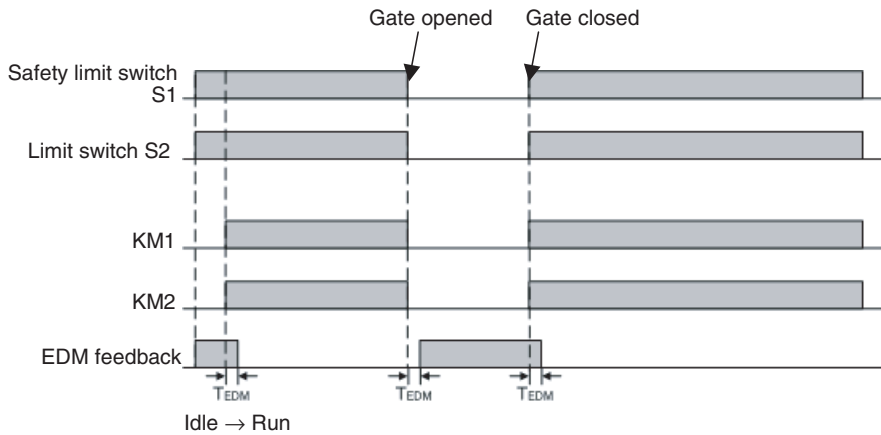 Gate opened
Gate closed
Safety limit switch
S1
Limit switch S2
KM1
KM2
EDM feedback
TEDM
TEDM
TEDM
Idle → Run